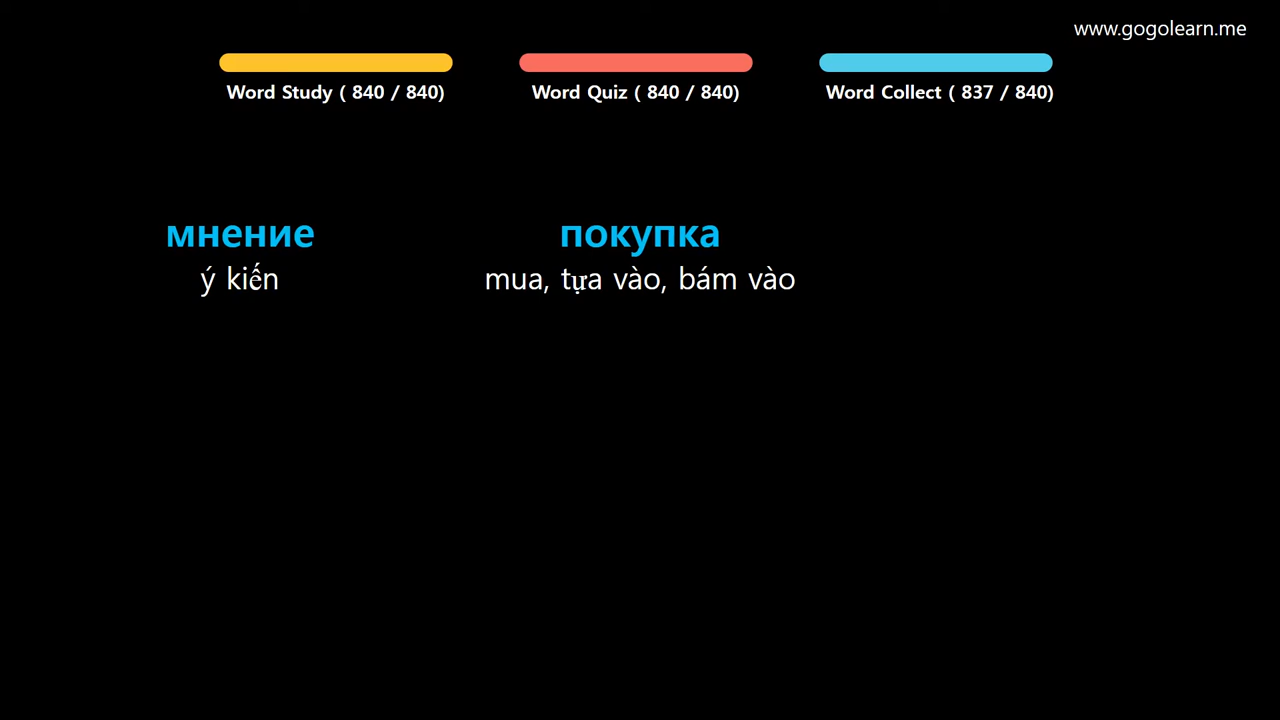 www.gogolearn.me
Word Study ( 840 / 840)
Word Quiz ( 840 / 840)
Word Collect ( 837 / 840)
мнение
ý kiến
покупка
mua, tựa vào, bám vào